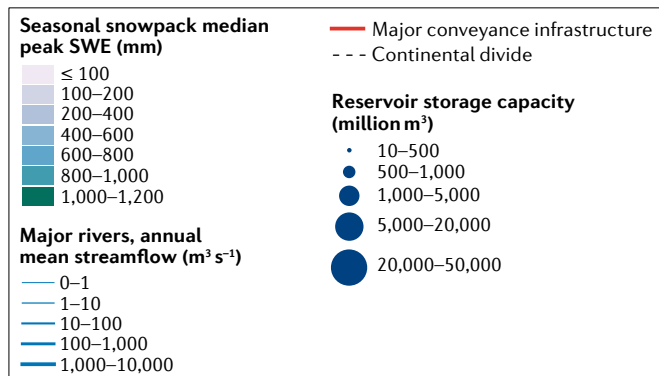 Seasonal snowpack median
peak SWE (mm)
≤ 100
100–200
200–400
400–600
600–800
800–1,000
1,000–1,200
Major rivers, annual
mean streamflow (m³ s⁻¹)
0–1
1–10
10–100
100–1,000
1,000–10,000
Major conveyance infrastructure
Continental divide
Reservoir storage capacity
(million m³)
10–500
500–1,000
1,000–5,000
5,000–20,000
20,000–50,000